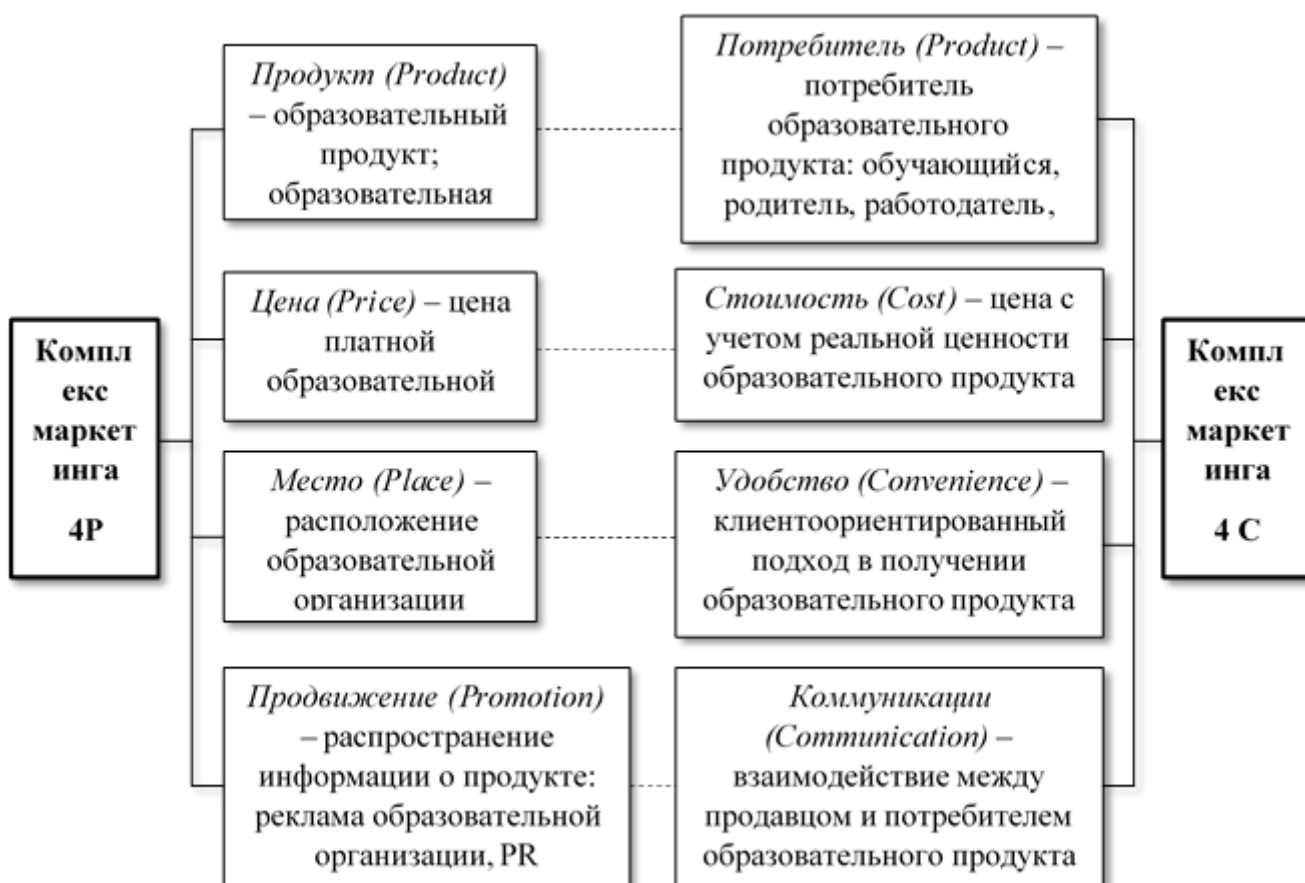 Продукт (Product)
– образовательный
продукт;
образовательная
Потребитель (Product) –
потребитель
образовательного
продукта: обучающийся,
родитель, работодатель,
Цена (Price) – цена
платной
образовательной
Стоимость (Cost) – цена с
учетом реальной ценности
образовательного продукта
Компл
екс
маркет
инга
4P
Компл
екс
маркет
инга
4 C
Место (Place) –
расположение
образовательной
организации
Удобство (Convenience) –
клиентоориентированный
подход в получении
образовательного продукта
Продвижение (Promotion)
– распространение
информации о продукте:
реклама образовательной
организации, PR
Коммуникации
(Communication) –
взаимодействие между
продавцом и потребителем
образовательного продукта